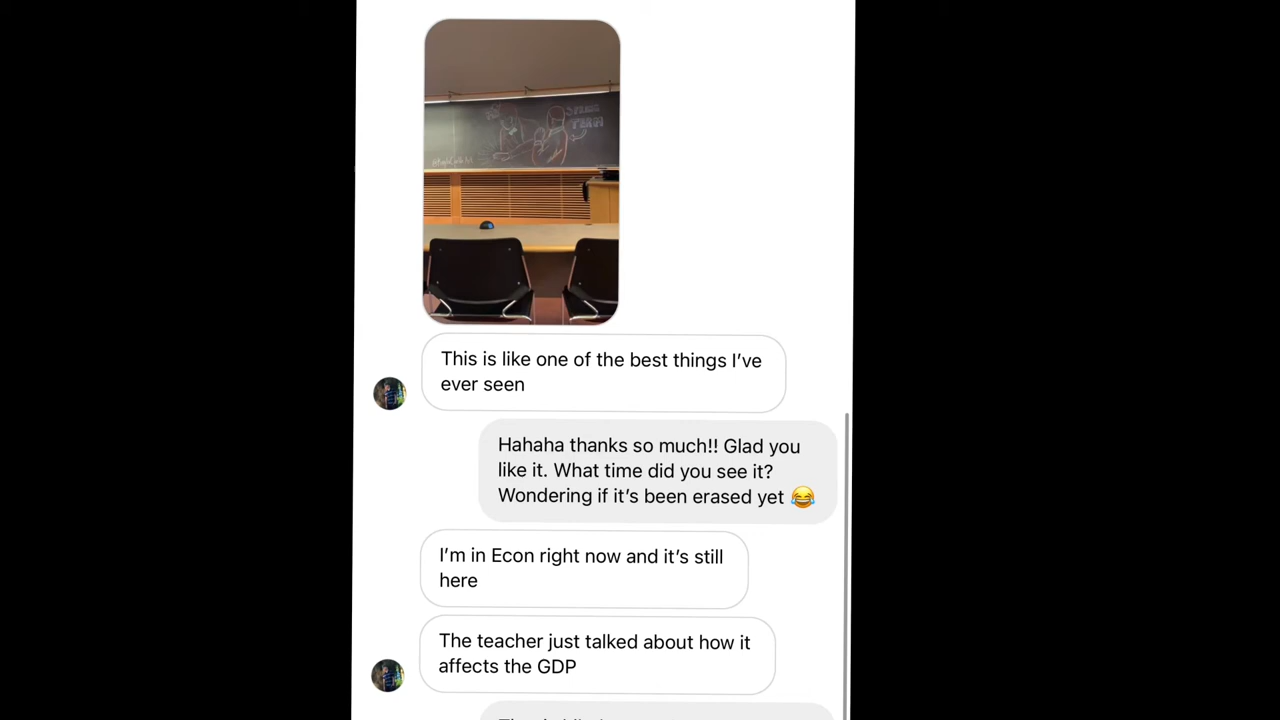 This is like one of the best things I’ve
ever seen
Hahaha thanks so much!! Glad you
like it. What time did you see it?
Wondering if it’s been erased yet 😂
I’m in Econ right now and it’s still
here
The teacher just talked about how it
affects the GDP